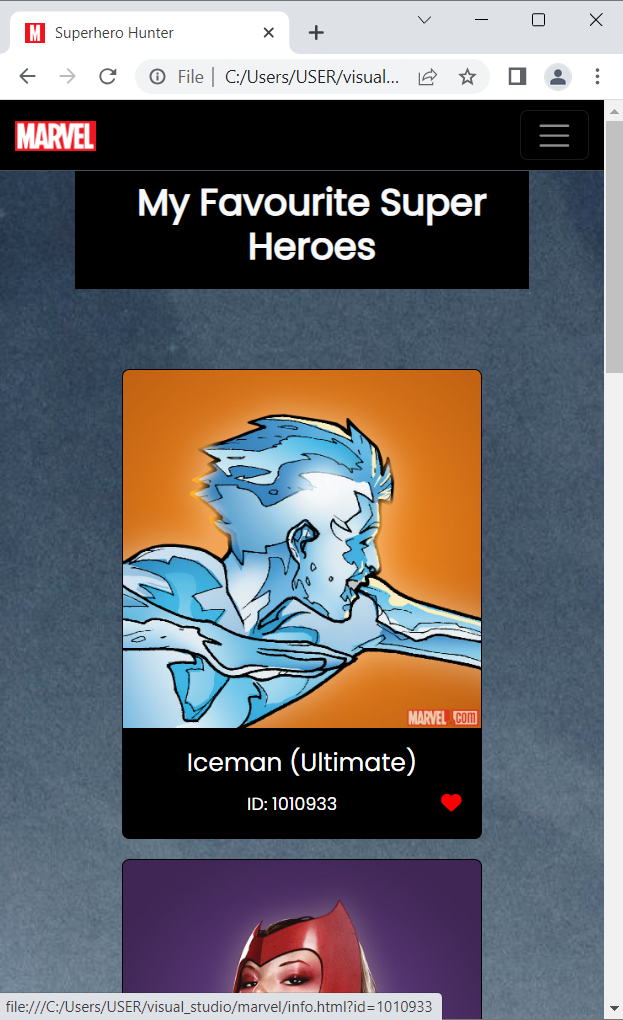 M Superhero Hunter
File | C:/Users/USER/visual...
MARVEL
My Favourite Super
Heroes
MARVEL.com
Iceman (Ultimate)
ID: 1010933
file:///C:/Users/USER/visual_studio/marvel/info.html?id=1010933